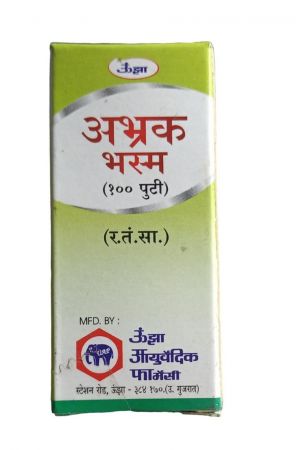 ऊंझा
अभ्रक
भस्म
(१०० पुटी)
(र.तं.सा.)
MFD. BY :
ऊंझा
आयुर्वेदिक
फार्मसी
स्टेशन रोड, ऊंझा - ३८४ १७०.(उ. गुजरात)